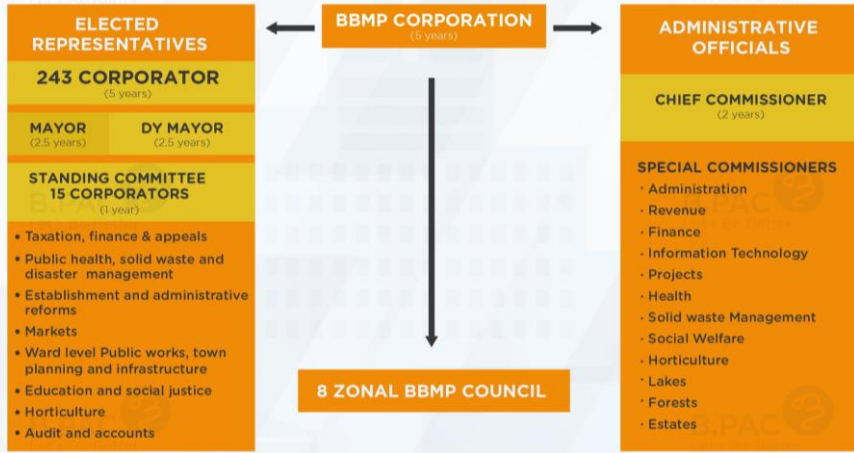 BBMP CORPORATION
(5 years)
ELECTED
REPRESENTATIVES
243 CORPORATOR
(5 years)
MAYOR
(2.5 years)
DY MAYOR
(2.5 years)
STANDING COMMITTEE
15 CORPORATORS
(1 year)
• Taxation, finance & appeals
• Public health, solid waste and
disaster management
• Establishment and administrative
reforms
• Markets
• Ward level Public works, town
planning and infrastructure
• Education and social justice
• Horticulture
• Audit and accounts
8 ZONAL BBMP COUNCIL
ADMINISTRATIVE
OFFICIALS
CHIEF COMMISSIONER
(2 years)
SPECIAL COMMISSIONERS
· Administration
· Revenue
· Finance
· Information Technology
· Projects
· Health
· Solid waste Management
· Social Welfare
· Horticulture
· Lakes
· Forests
· Estates
B.PAC
B.PAC
B.PAC